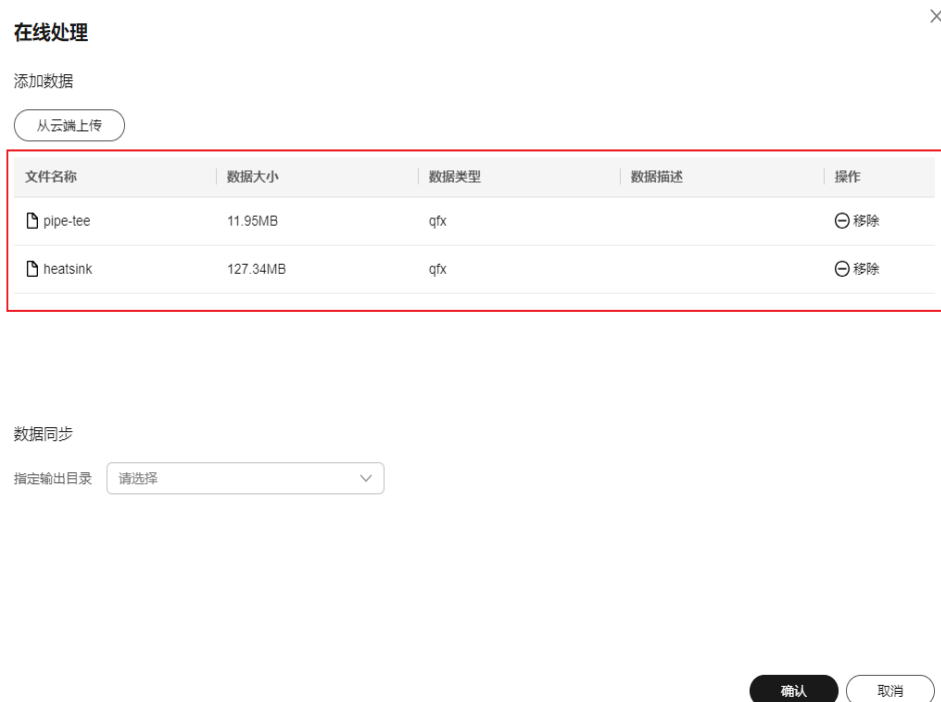 在线处理
添加数据
从云端上传
文件名称 数据大小 数据类型 数据描述 操作
pipe-tee 11.95MB qfx 移除
heatsink 127.34MB qfx 移除
数据同步
指定输出目录 请选择
确认 取消